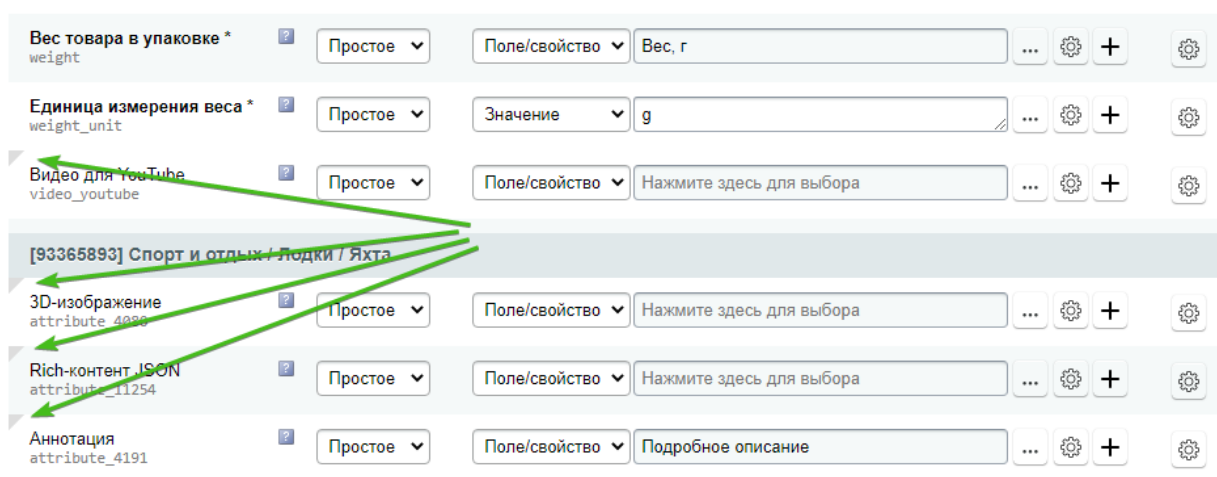 Вес товара в упаковке * ? Простое Поле/свойство Вес, г ... +
weight
Единица измерения веса * ? Простое Значение g ... +
weight_unit
Видео для YouTube ? Простое Поле/свойство Нажмите здесь для выбора ... +
video_youtube
[93365893] Спорт и отдых / Лодки / Яхта
3D-изображение ? Простое Поле/свойство Нажмите здесь для выбора ... +
attribute_4080
Rich-контент JSON ? Простое Поле/свойство Нажмите здесь для выбора ... +
attribute_11254
Аннотация ? Простое Поле/свойство Подробное описание ... +
attribute_4191